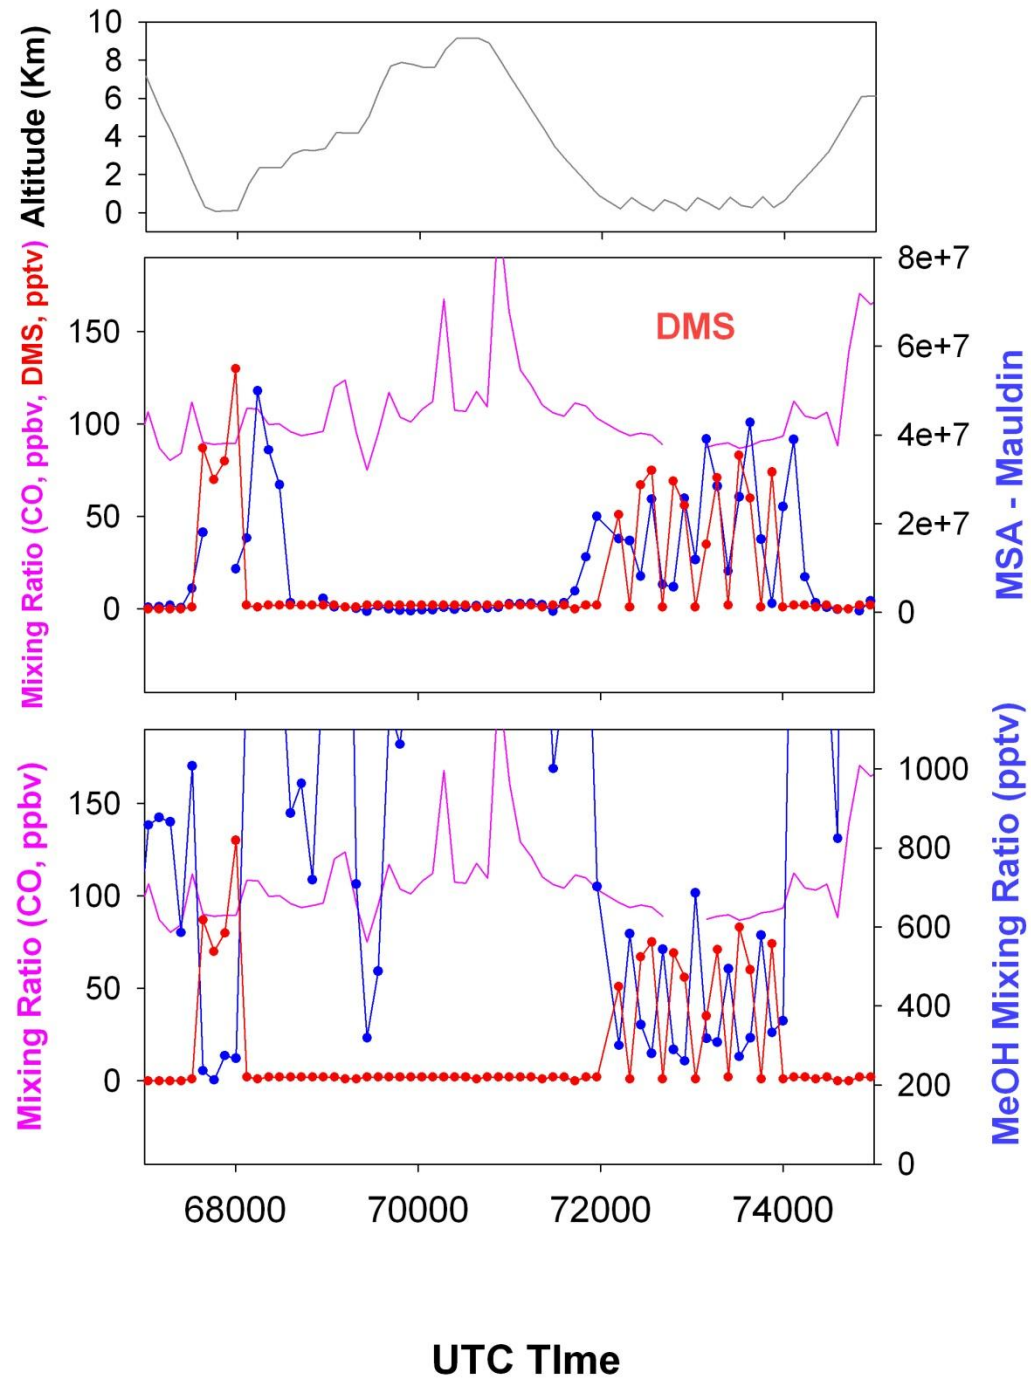 Altitude (Km)
10
8
6
4
2
0
Mixing Ratio (CO, ppbv, DMS, pptv)
150
100
50
0
DMS
8e+7
6e+7
4e+7
2e+7
0
MSA - Mauldin
Mixing Ratio (CO, ppbv)
150
100
50
0
1000
800
600
400
200
0
MeOH Mixing Ratio (pptv)
68000 70000 72000 74000
UTC TIme